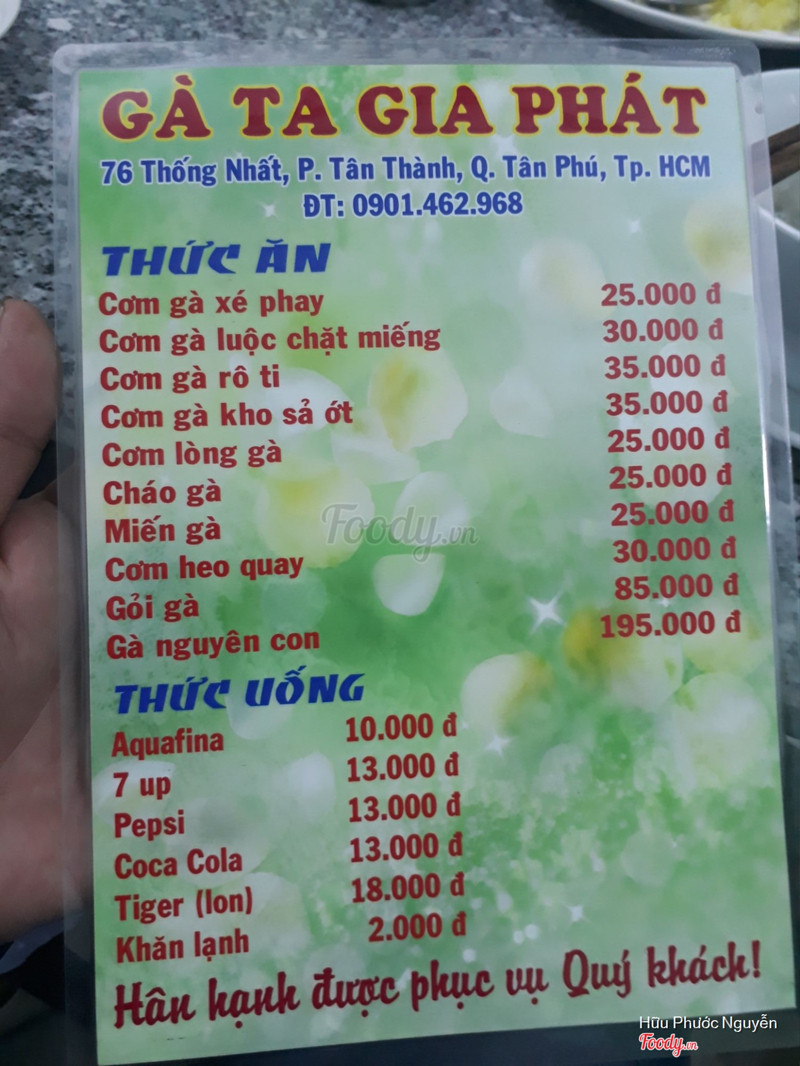 GÀ TA GIA PHÁT
76 Thống Nhất, P. Tân Thành, Q. Tân Phú, Tp. HCM
ĐT: 0901.462.968
THỨC ĂN
Cơm gà xé phay 25.000 đ
Cơm gà luộc chặt miếng 30.000 đ
Cơm gà rô ti 35.000 đ
Cơm gà kho sả ớt 35.000 đ
Cơm lòng gà 25.000 đ
Cháo gà 25.000 đ
Miến gà 25.000 đ
Cơm heo quay 30.000 đ
Gỏi gà 85.000 đ
Gà nguyên con 195.000 đ
Foody.vn
THỨC UỐNG
Aquafina 10.000 đ
7 up 13.000 đ
Pepsi 13.000 đ
Coca Cola 13.000 đ
Tiger (lon) 18.000 đ
Khăn lạnh 2.000 đ
Hân hạnh được phục vụ Quý khách!
Hữu Phước Nguyễn
Foody.vn